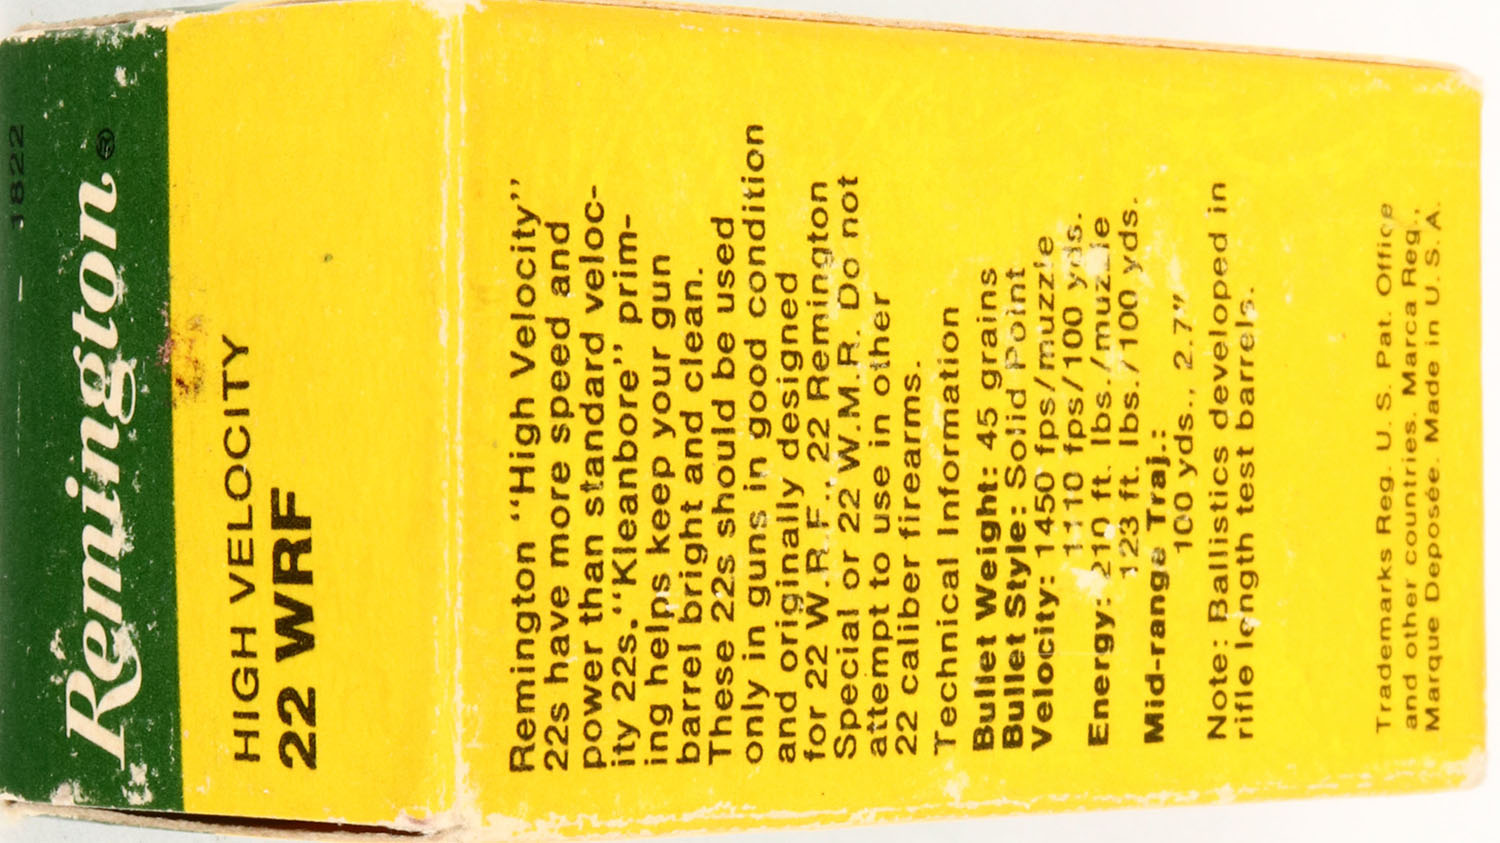 1822
Remington®
HIGH VELOCITY
22 WRF
Remington “High Velocity”
22s have more speed and
power than standard veloc-
ity 22s. “Kleanbore” prim-
ing helps keep your gun
barrel bright and clean.
These 22s should be used
only in guns in good condition
and originally designed
for 22 W.R.F., 22 Remington
Special or 22 W.M.R. Do not
attempt to use in other
22 caliber firearms.
Technical Information
Bullet Weight: 45 grains
Bullet Style: Solid Point
Velocity: 1450 fps/muzzle
1110 fps/100 yds.
Energy: 210 ft. lbs./muzzle
123 ft. lbs./100 yds.
Mid-range Traj.:
100 yds., 2.7”
Note: Ballistics developed in
rifle length test barrels.
Trademarks Reg. U. S. Pat. Office
and other countries. Marca Reg.,
Marque Deposée. Made in U. S. A.